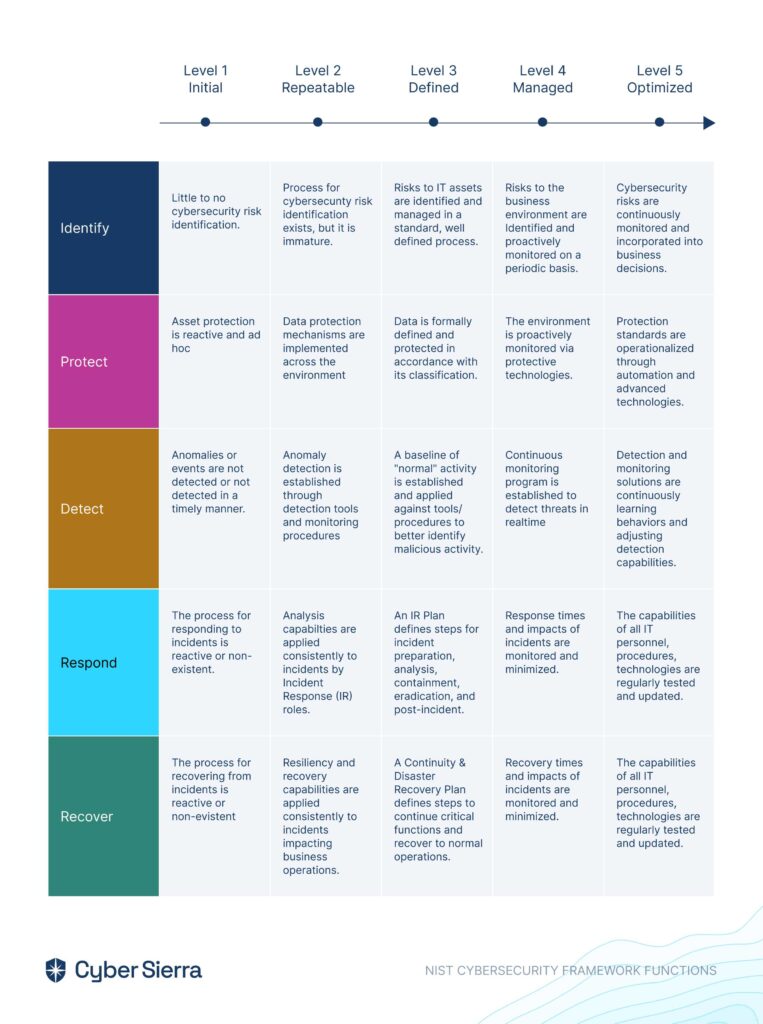 Level 1
Initial
Level 2
Repeatable
Level 3
Defined
Level 4
Managed
Level 5
Optimized
Identify
Little to no
cybersecurity risk
identification.
Process for
cybersecunty risk
identification
exists, but it is
immature.
Risks to IT assets
are identified and
managed in a
standard, well
defined process.
Risks to the
business
environment are
Identified and
proactively
monitored on a
periodic basis.
Cybersecurity
risks are
continuously
monitored and
incorporated into
business
decisions.
Protect
Asset protection
is reactive and ad
hoc
Data protection
mechanisms are
implemented
across the
environment
Data is formally
defined and
protected in
accordance with
its classification.
The environment
is proactively
monitored via
protective
technologies.
Protection
standards are
operationalized
through
automation and
advanced
technologies.
Detect
Anomalies or
events are not
detected or not
detected in a
timely manner.
Anomaly
detection is
established
through
detection tools
and monitoring
procedures
A baseline of
"normal" activity
is established
and applied
against tools/
procedures to
better identify
malicious activity.
Continuous
monitoring
program is
established to
detect threats in
realtime
Detection and
monitoring
solutions are
continuously
learning
behaviors and
adjusting
detection
capabilities.
Respond
The process for
responding to
incidents is
reactive or non-
existent.
Analysis
capabilties are
applied
consistently to
incidents by
Incident
Response (IR)
roles.
An IR Plan
defines steps for
incident
preparation,
analysis,
containment,
eradication, and
post-incident.
Response times
and impacts of
incidents are
monitored and
minimized.
The capabilities
of all IT
personnel,
procedures,
technologies are
regularly tested
and updated.
Recover
The process for
recovering from
incidents is
reactive or
non-evistent
Resiliency and
recovery
capabilities are
applied
consistently to
incidents
impacting
business
operations.
A Continuity &
Disaster
Recovery Plan
defines steps to
continue critical
functions and
recover to normal
operations.
Recovery times
and impacts of
incidents are
monitored and
minimized.
The capabilities
of all IT
personnel,
procedures,
technologies are
regularly tested
and updated.
Cyber Sierra
NIST CYBERSECURITY FRAMEWORK FUNCTIONS